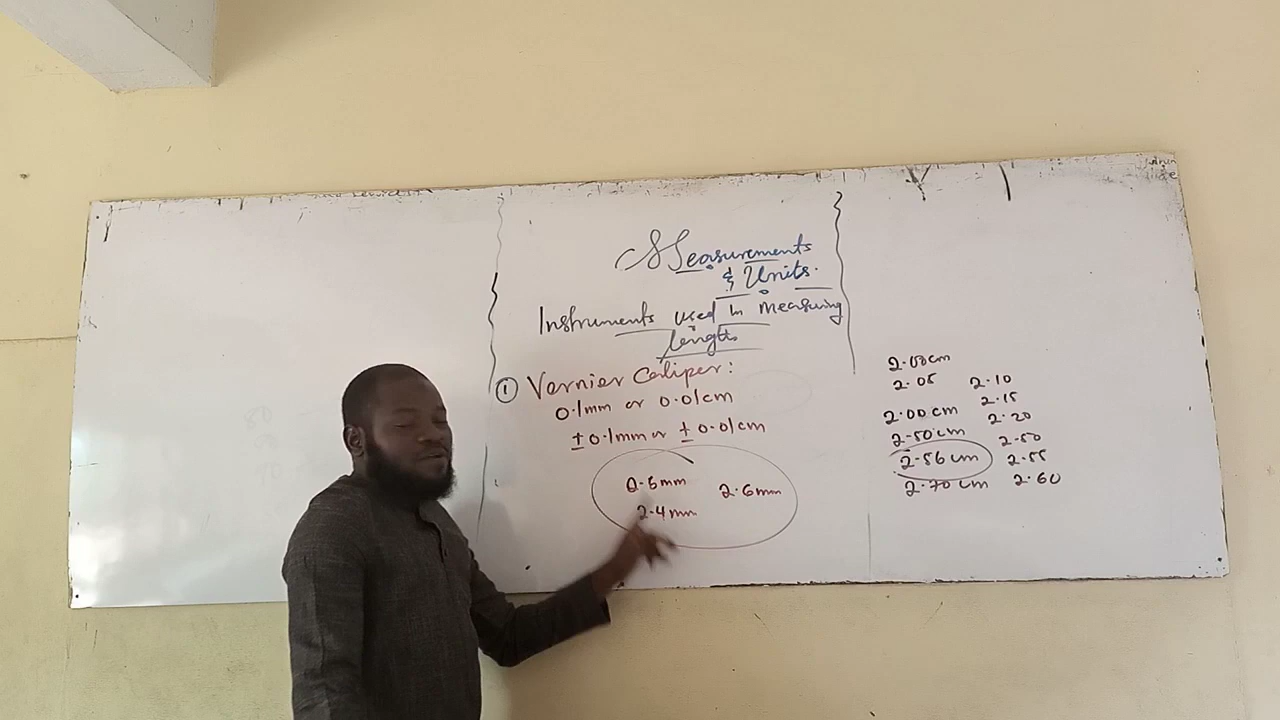 Measurements
& Units.
Instruments used in measuring
length
① Vernier Caliper:
0.1mm or 0.01cm
± 0.1mm or ± 0.01cm
2.5mm 2.6mm
2.4mm
2.00cm
2.05 2.10
2.15
2.00cm 2.20
2.50cm 2.50
2.56cm 2.55
2.70cm 2.60